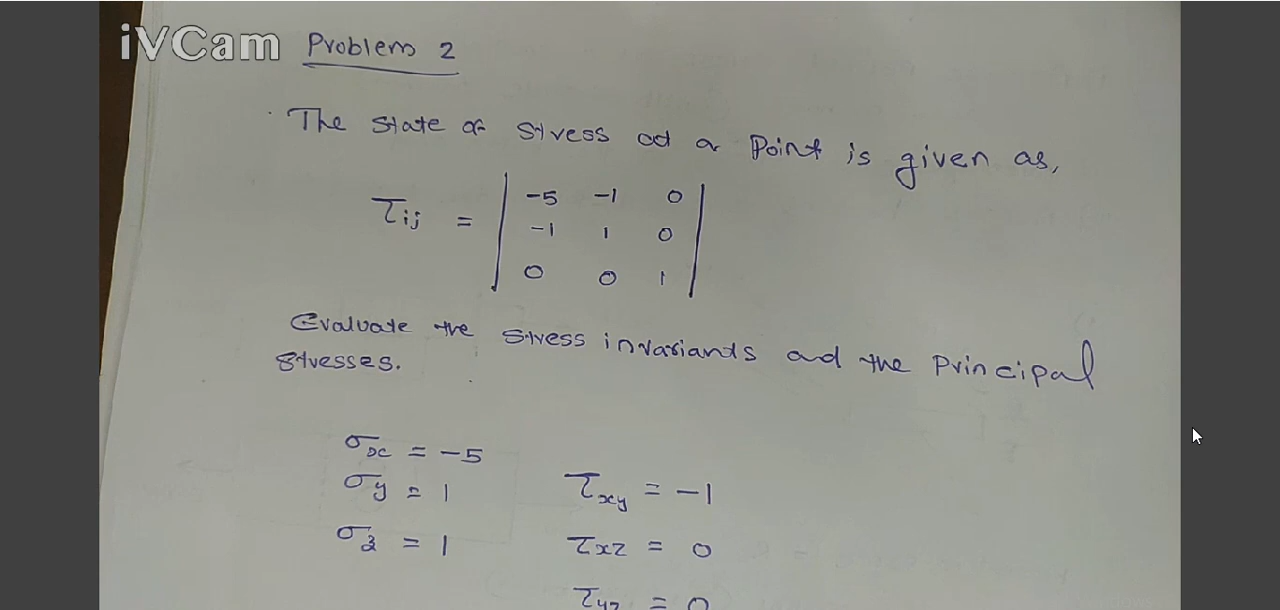 iVCam
Problem 2
The state of stress at a point is given as,
τij = | -5 -1 0 |
| -1 1 0 |
| 0 0 1 |
Evaluate the stress invariants and the principal
stresses.
σx = -5
σy = 1 τxy = -1
σz = 1 τxz = 0
τyz = 0